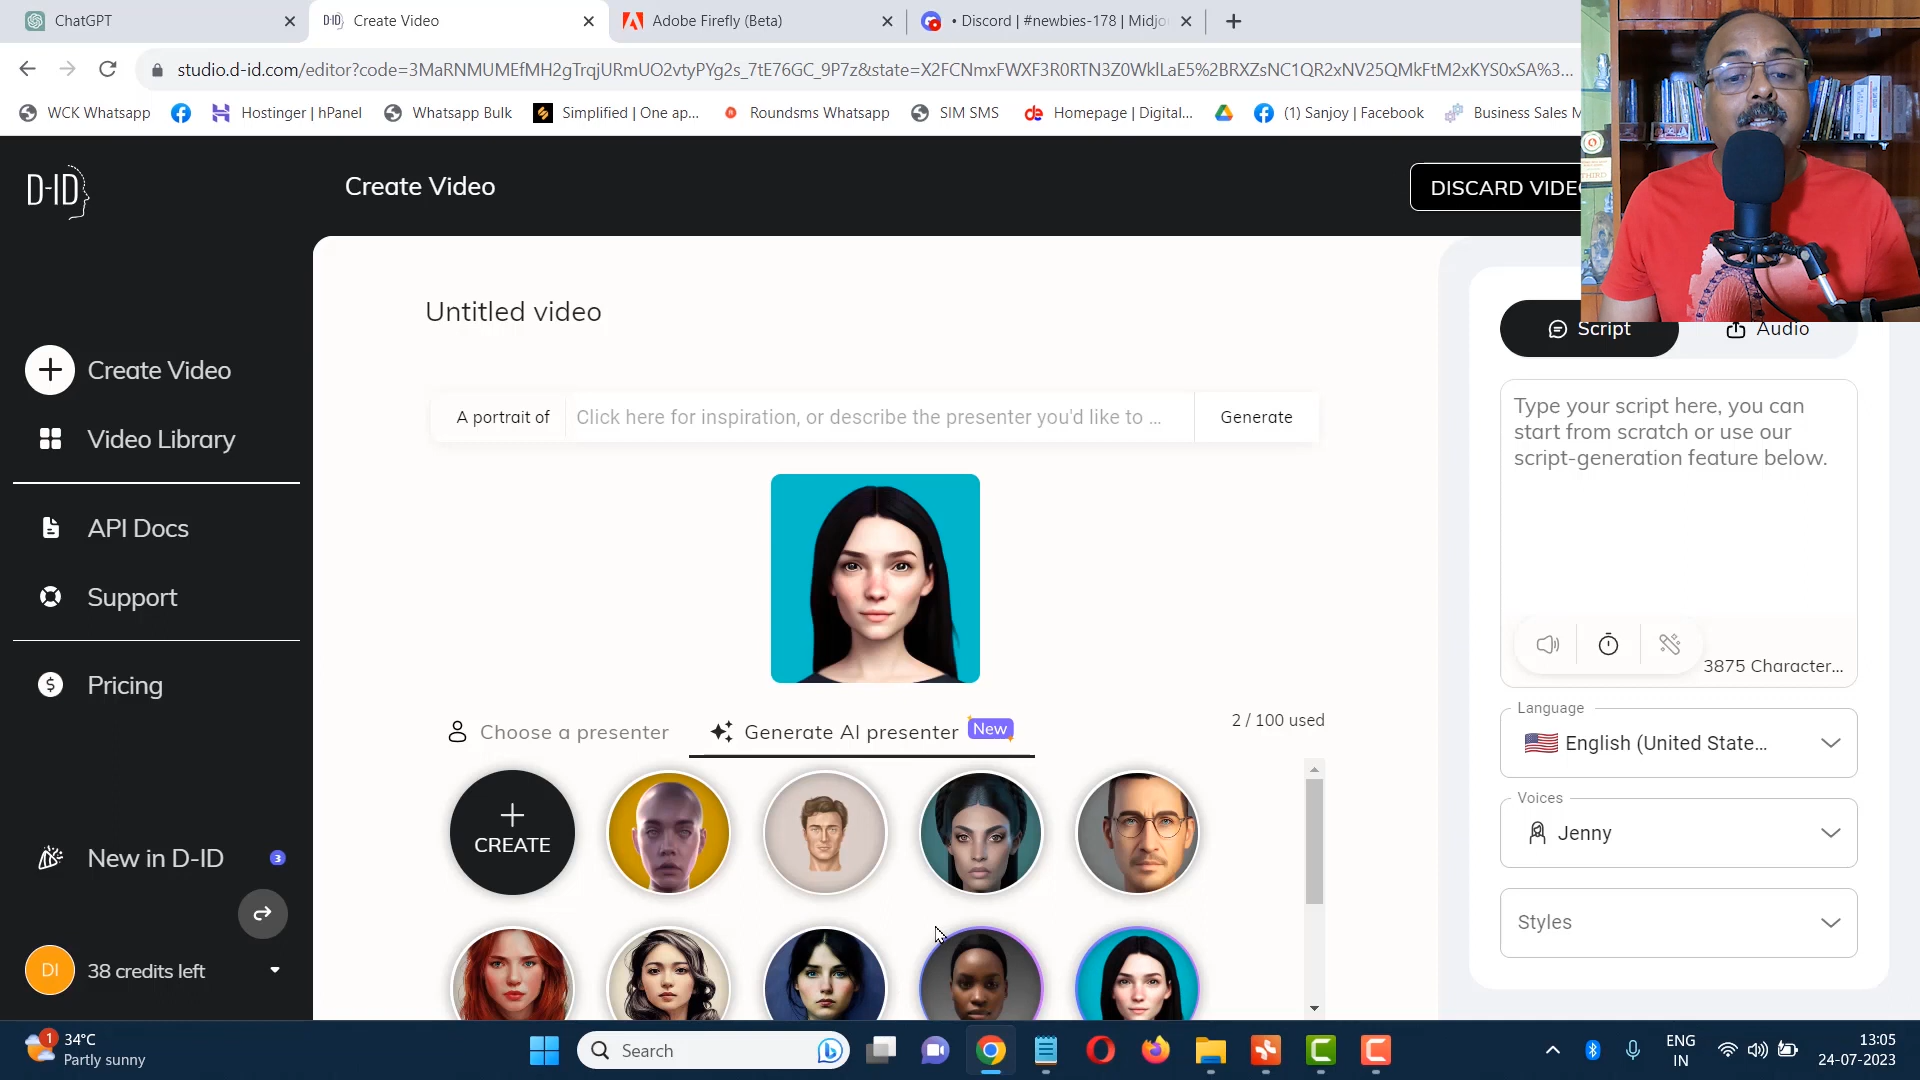 ChatGPT
D-ID Create Video
Adobe Firefly (Beta)
• Discord | #newbies-178 | Midjo
studio.d-id.com/editor?code=3MaRNMUMEfMH2gTrqjURmUO2vtyPYg2s_7tE76GC_9P7z&state=X2FCNmxFWXF3R0RTN3Z0WklLaE5%2BRXZsNC1QR2xNV25QMkFtM2xKYS0xSA%3...
WCK Whatsapp
Hostinger | hPanel
Whatsapp Bulk
Simplified | One ap...
Roundsms Whatsapp
SIM SMS
de Homepage | Digital...
(1) Sanjoy | Facebook
Business Sales M
D-ID
Create Video
DISCARD VIDE
THIRD
Create Video
Video Library
API Docs
Support
Pricing
New in D-ID 3
DI 38 credits left
Untitled video
A portrait of
Click here for inspiration, or describe the presenter you'd like to ...
Generate
Choose a presenter
Generate AI presenter New
2 / 100 used
CREATE
Script
Audio
Type your script here, you can
start from scratch or use our
script-generation feature below.
3875 Character...
Language
English (United State...
Voices
Jenny
Styles
1
34°C
Partly sunny
Search
ENG
IN
13:05
24-07-2023